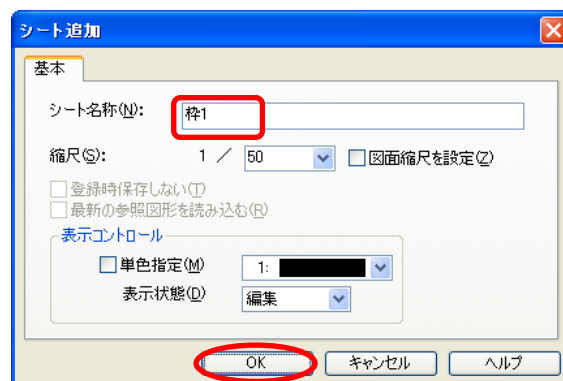 シート追加
基本
シート名称(N): 枠1
縮尺(S): 1 / 50 図面縮尺を設定(Z)
登録時保存しない(T)
最新の参照図形を読み込む(R)
表示コントロール
単色指定(M) 1:
表示状態(D) 編集
OK キャンセル ヘルプ